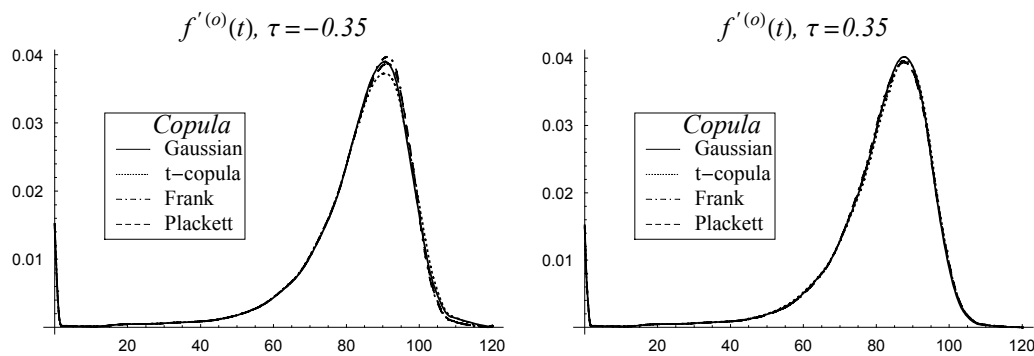 f′(o)(t), τ=−0.35
0.04
0.03
0.02
0.01
20 40 60 80 100 120
Copula
Gaussian
t−copula
Frank
Plackett
f′(o)(t), τ=0.35
0.04
0.03
0.02
0.01
20 40 60 80 100 120
Copula
Gaussian
t−copula
Frank
Plackett